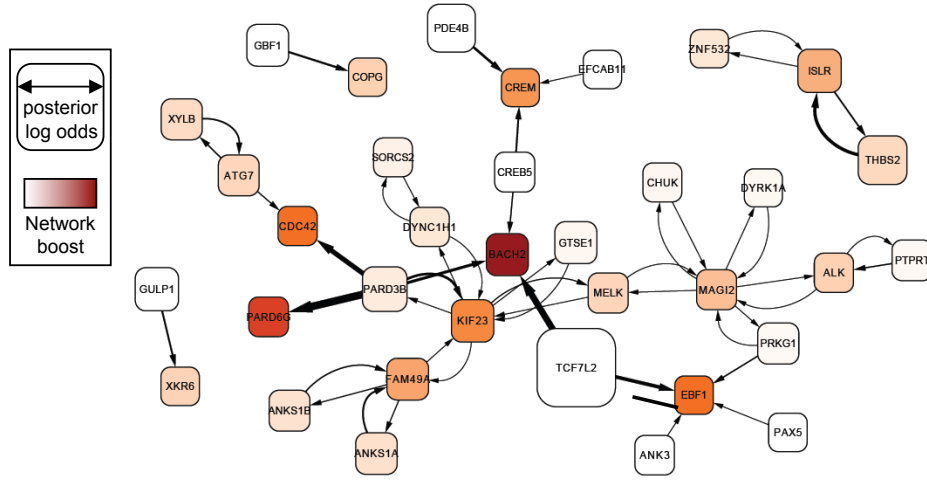 posterior
log odds
Network
boost
PDE4B
GBF1
COPG
CREM
EFCAB11
ZNF532
ISLR
THBS2
XYLB
ATG7
SORCS2
CREB5
CHUK
DYRK1A
CDC42
DYNC1H1
BACH2
GTSE1
PTPRT
ALK
GULP1
PARD3B
MELK
MAGI2
PARD6G
KIF23
PRKG1
TCF7L2
XKR6
FAM49A
EBF1
ANKS1B
PAX5
ANKS1A
ANK3